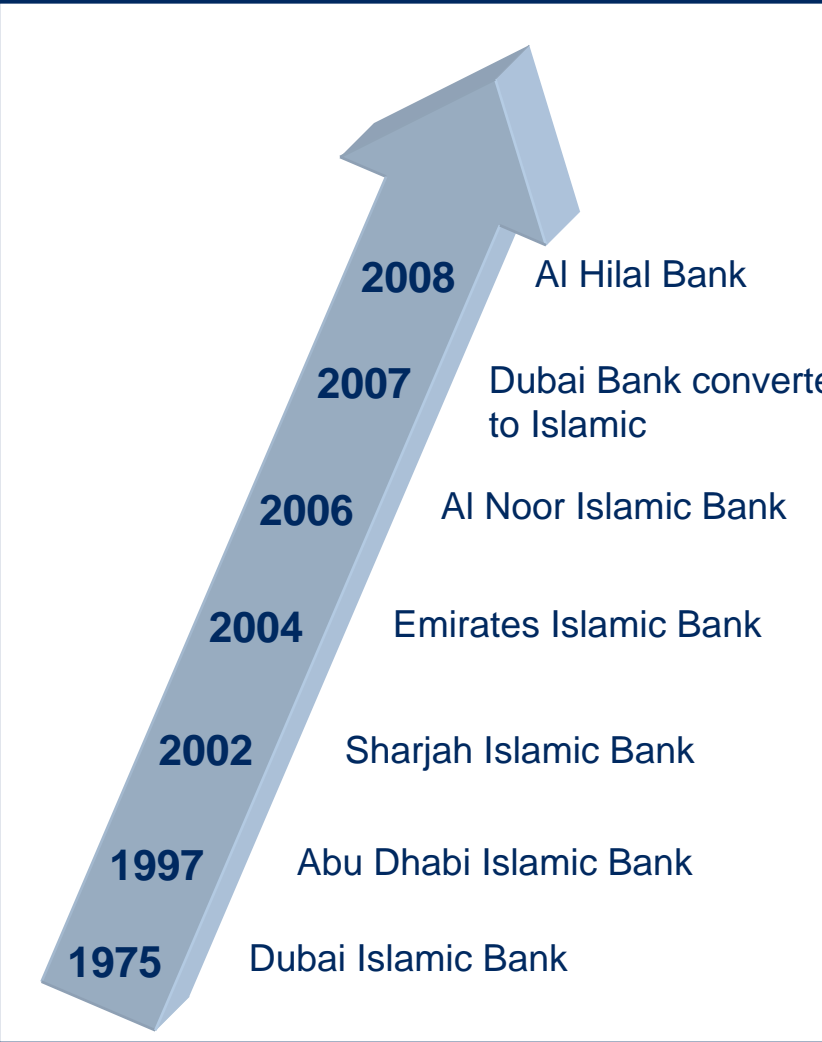 2008 Al Hilal Bank
2007 Dubai Bank converte
to Islamic
2006 Al Noor Islamic Bank
2004 Emirates Islamic Bank
2002 Sharjah Islamic Bank
1997 Abu Dhabi Islamic Bank
1975 Dubai Islamic Bank